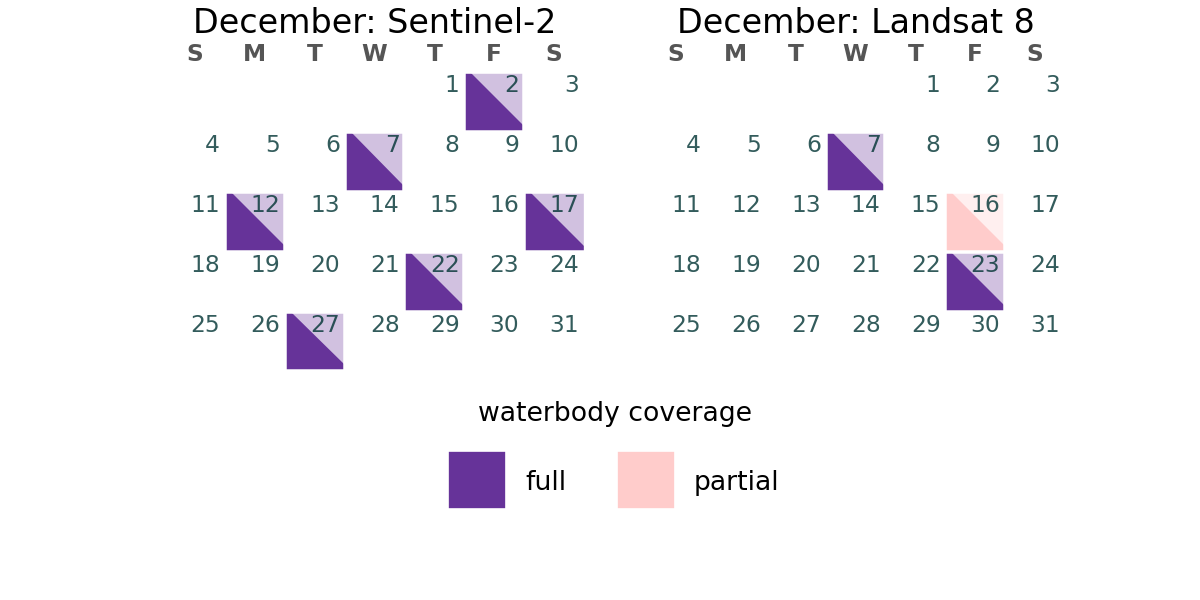 December: Sentinel-2
S M T W T F S
1 2 3
4 5 6 7 8 9 10
11 12 13 14 15 16 17
18 19 20 21 22 23 24
25 26 27 28 29 30 31
December: Landsat 8
S M T W T F S
1 2 3
4 5 6 7 8 9 10
11 12 13 14 15 16 17
18 19 20 21 22 23 24
25 26 27 28 29 30 31
waterbody coverage
full
partial